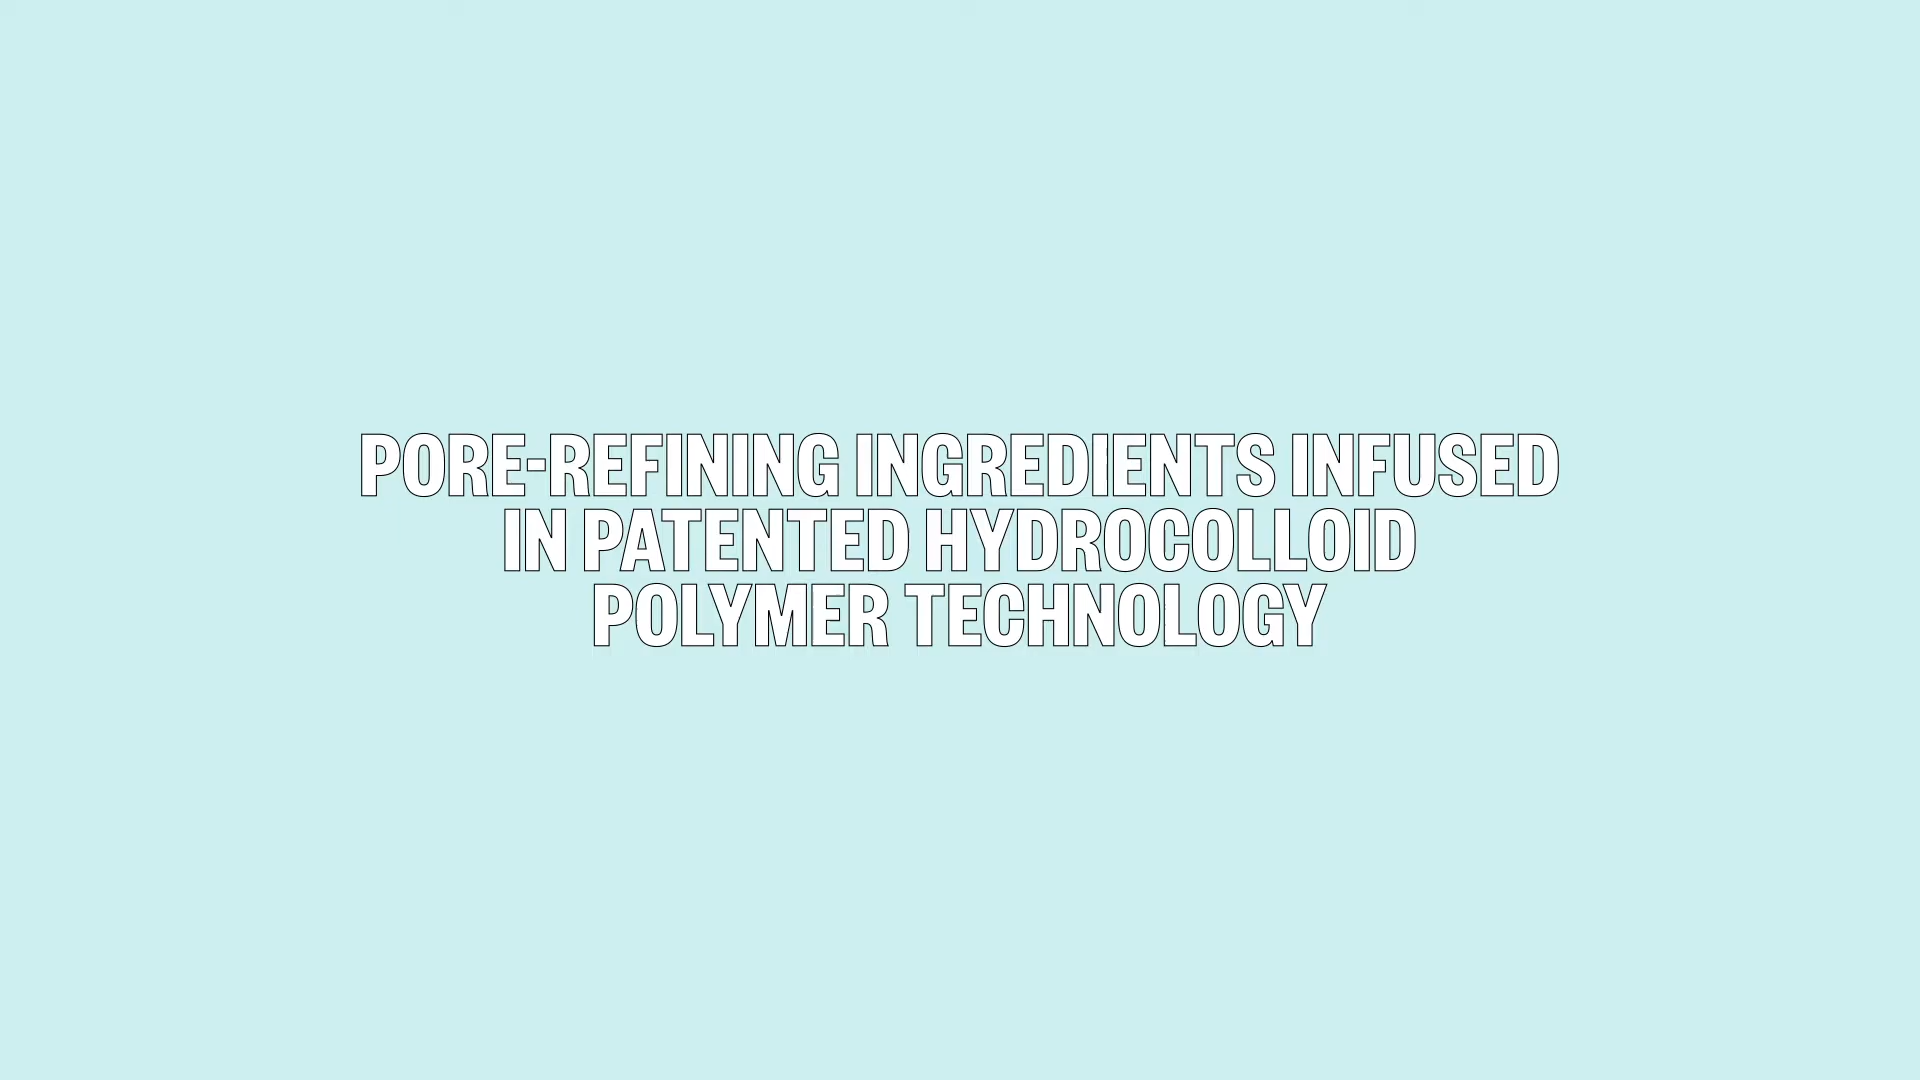 PORE-REFINING INGREDIENTS INFUSED
IN PATENTED HYDROCOLLOID
POLYMER TECHNOLOGY